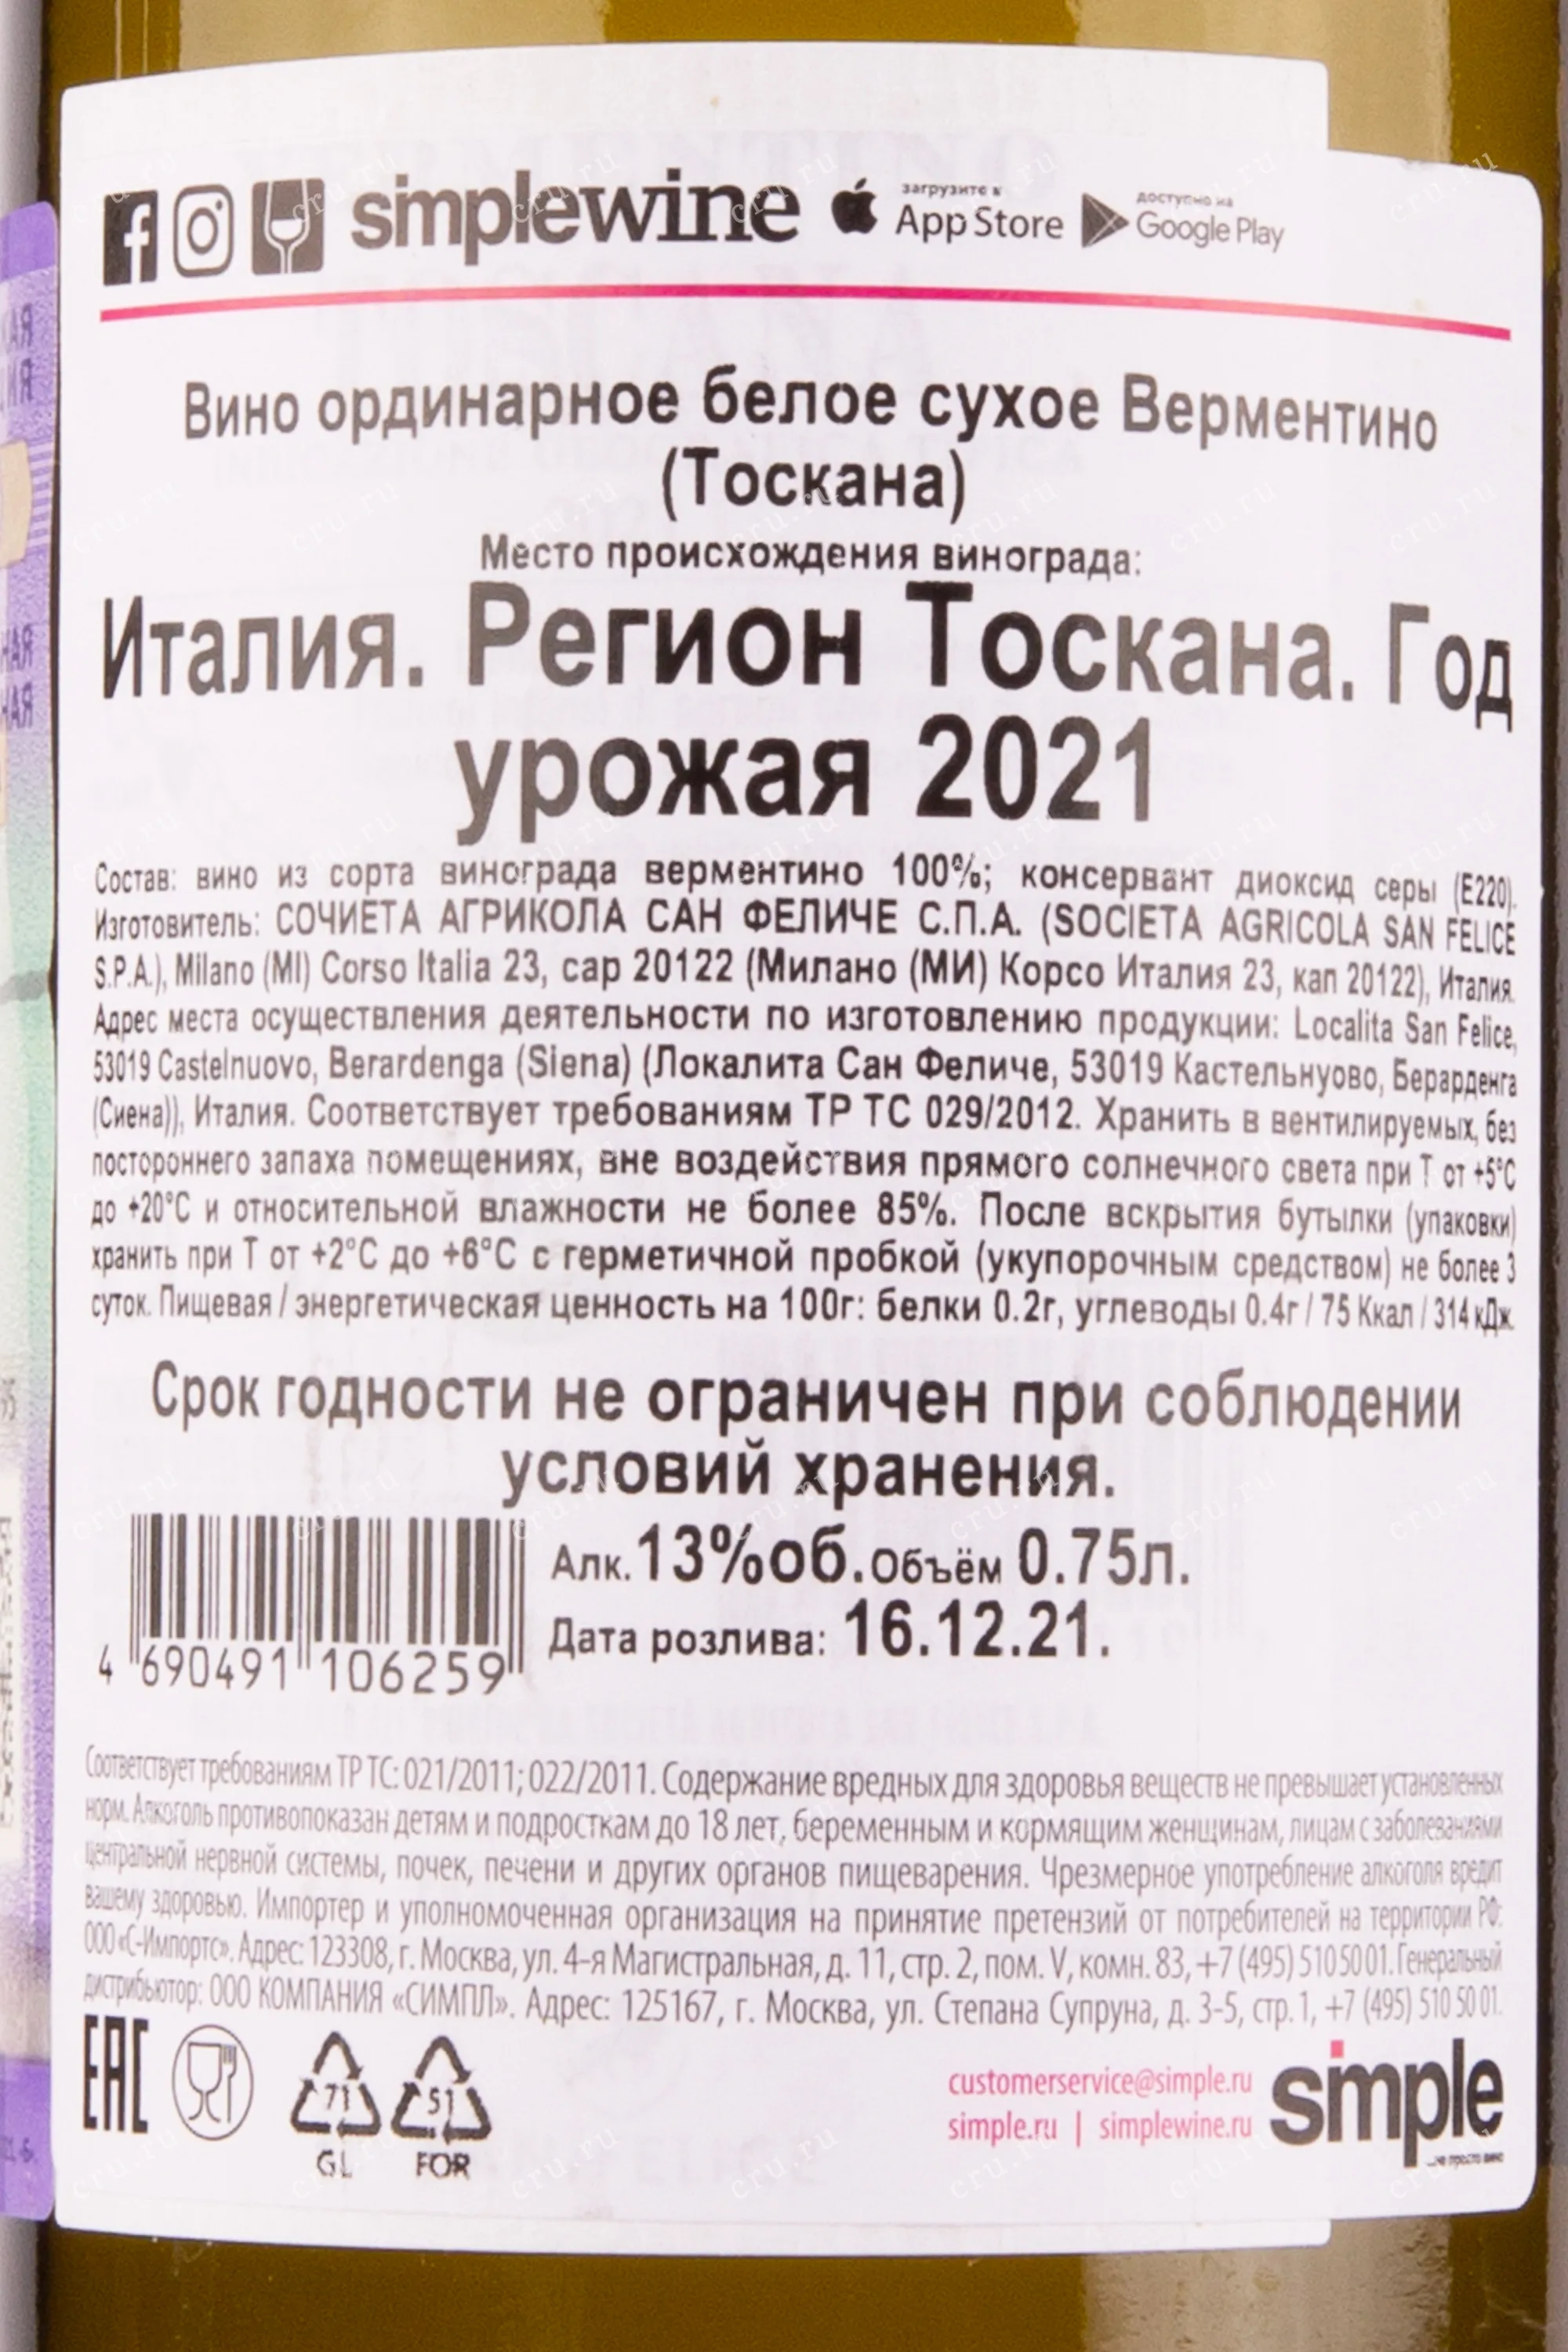 simplewine загрузите в App Store доступно на Google Play
Вино ординарное белое сухое Верментино
(Тоскана)
Место происхождения винограда:
Италия. Регион Тоскана. Год
урожая 2021
Состав: вино из сорта винограда верментино 100%; консервант диоксид серы (Е220).
Изготовитель: СОЧИЕТА АГРИКОЛА САН ФЕЛИЧЕ С.П.А. (SOCIETA AGRICOLA SAN FELICE
S.P.A.), Milano (MI) Corso Italia 23, cap 20122 (Милано (МИ) Корсо Италия 23, кап 20122), Италия.
Адрес места осуществления деятельности по изготовлению продукции: Localita San Felice,
53019 Castelnuovo, Berardenga (Siena) (Локалита Сан Феличе, 53019 Кастельнуово, Берарденга
(Сиена)), Италия. Соответствует требованиям ТР ТС 029/2012. Хранить в вентилируемых, без
постороннего запаха помещениях, вне воздействия прямого солнечного света при Т от +5°С
до +20°С и относительной влажности не более 85%. После вскрытия бутылки (упаковки)
хранить при Т от +2°С до +6°С с герметичной пробкой (укупорочным средством) не более 3
суток. Пищевая / энергетическая ценность на 100г: белки 0.2г, углеводы 0.4г / 75 Ккал / 314 кДж.
Срок годности не ограничен при соблюдении
условий хранения.
Алк. 13%об. Объём 0.75л.
Дата розлива: 16.12.21.
4 690491 106259
Соответствует требованиям ТР ТС: 021/2011; 022/2011. Содержание вредных для здоровья веществ не превышает установленных
норм. Алкоголь противопоказан детям и подросткам до 18 лет, беременным и кормящим женщинам, лицам с заболеваниями
центральной нервной системы, почек, печени и других органов пищеварения. Чрезмерное употребление алкоголя вредит
вашему здоровью. Импортер и уполномоченная организация на принятие претензий от потребителей на территории РФ:
ООО «С-Импортс». Адрес: 123308, г. Москва, ул. 4-я Магистральная, д. 11, стр. 2, пом. V, комн. 83, +7 (495) 510 50 01. Генеральный
дистрибьютор: ООО КОМПАНИЯ «СИМПЛ». Адрес: 125167, г. Москва, ул. Степана Супруна, д. 3-5, стр. 1, +7 (495) 510 50 01.
EAC 71 51
GL FOR
customerservice@simple.ru
simple.ru | simplewine.ru
simple
...не просто вино